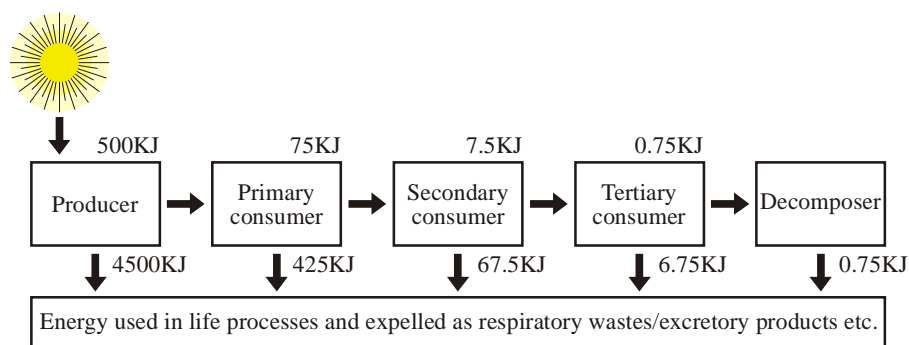 500KJ
75KJ
7.5KJ
0.75KJ
Producer
Primary
consumer
Secondary
consumer
Tertiary
consumer
Decomposer
4500KJ
425KJ
67.5KJ
6.75KJ
0.75KJ
Energy used in life processes and expelled as respiratory wastes/excretory products etc.